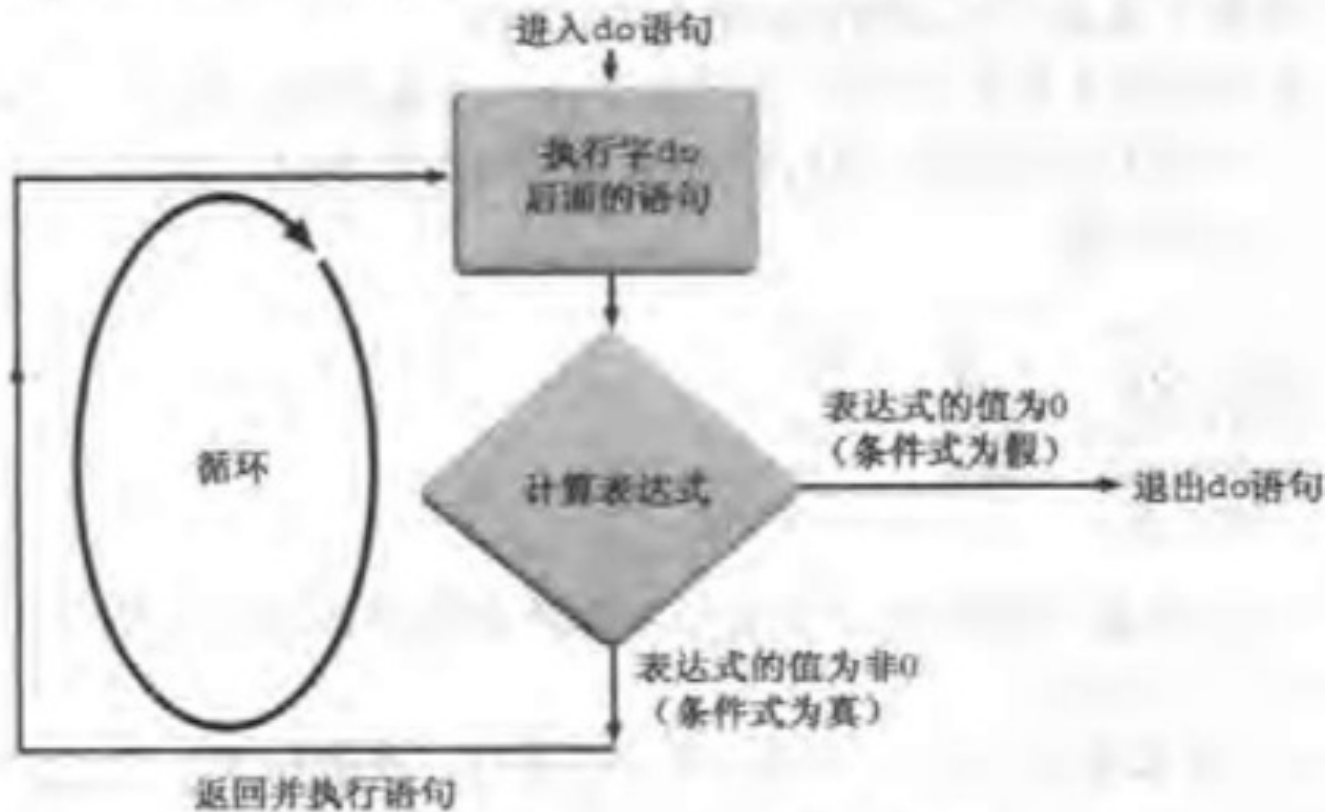 进入do语句
执行字do
后面的语句
循环
计算表达式
表达式的值为0
（条件式为假）
退出do语句
表达式的值为非0
（条件式为真）
返回并执行语句